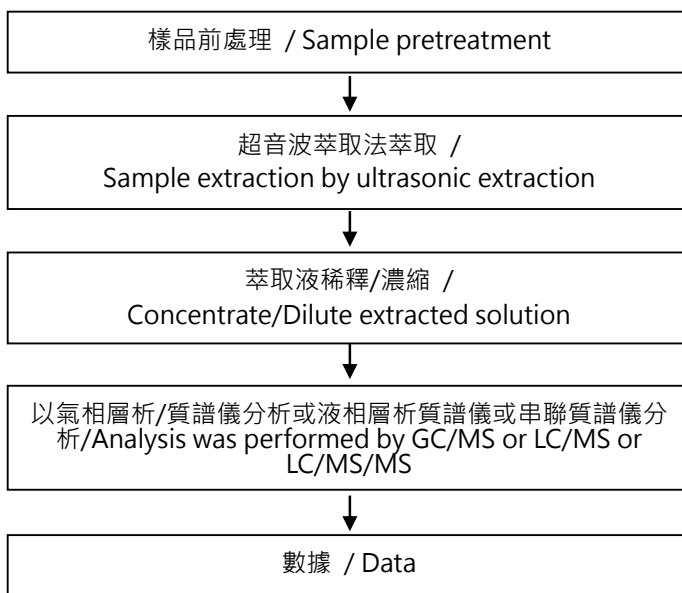 樣品前處理 / Sample pretreatment
超音波萃取法萃取 /
Sample extraction by ultrasonic extraction
萃取液稀釋/濃縮 /
Concentrate/Dilute extracted solution
以氣相層析/質譜儀分析或液相層析質譜儀或串聯質譜儀分
析/Analysis was performed by GC/MS or LC/MS or
LC/MS/MS
數據 / Data